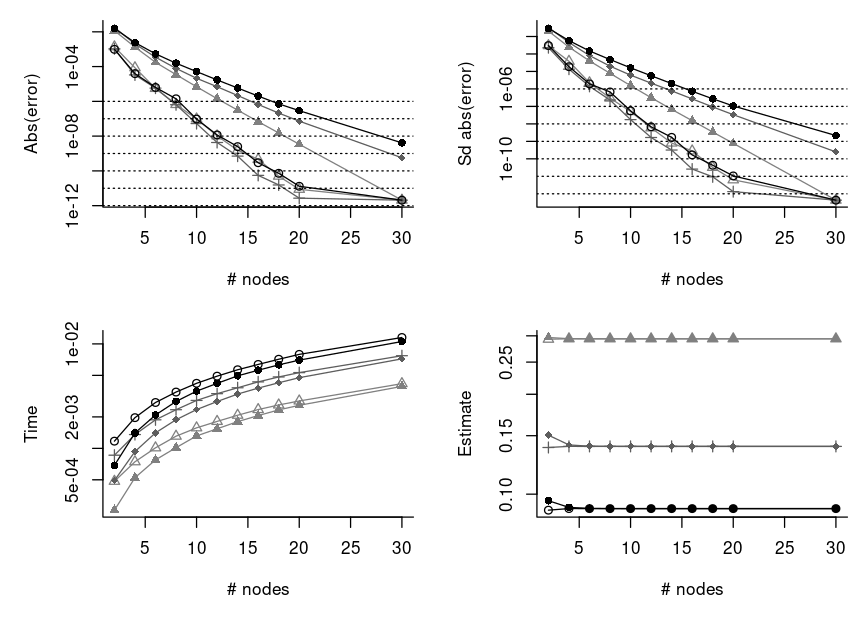 Abs(error)
1e-04
1e-08
1e-12
5 10 15 20 25 30
# nodes
Sd abs(error)
1e-06
1e-10
5 10 15 20 25 30
# nodes
Time
1e-02
2e-03
5e-04
5 10 15 20 25 30
# nodes
Estimate
0.25
0.15
0.10
5 10 15 20 25 30
# nodes